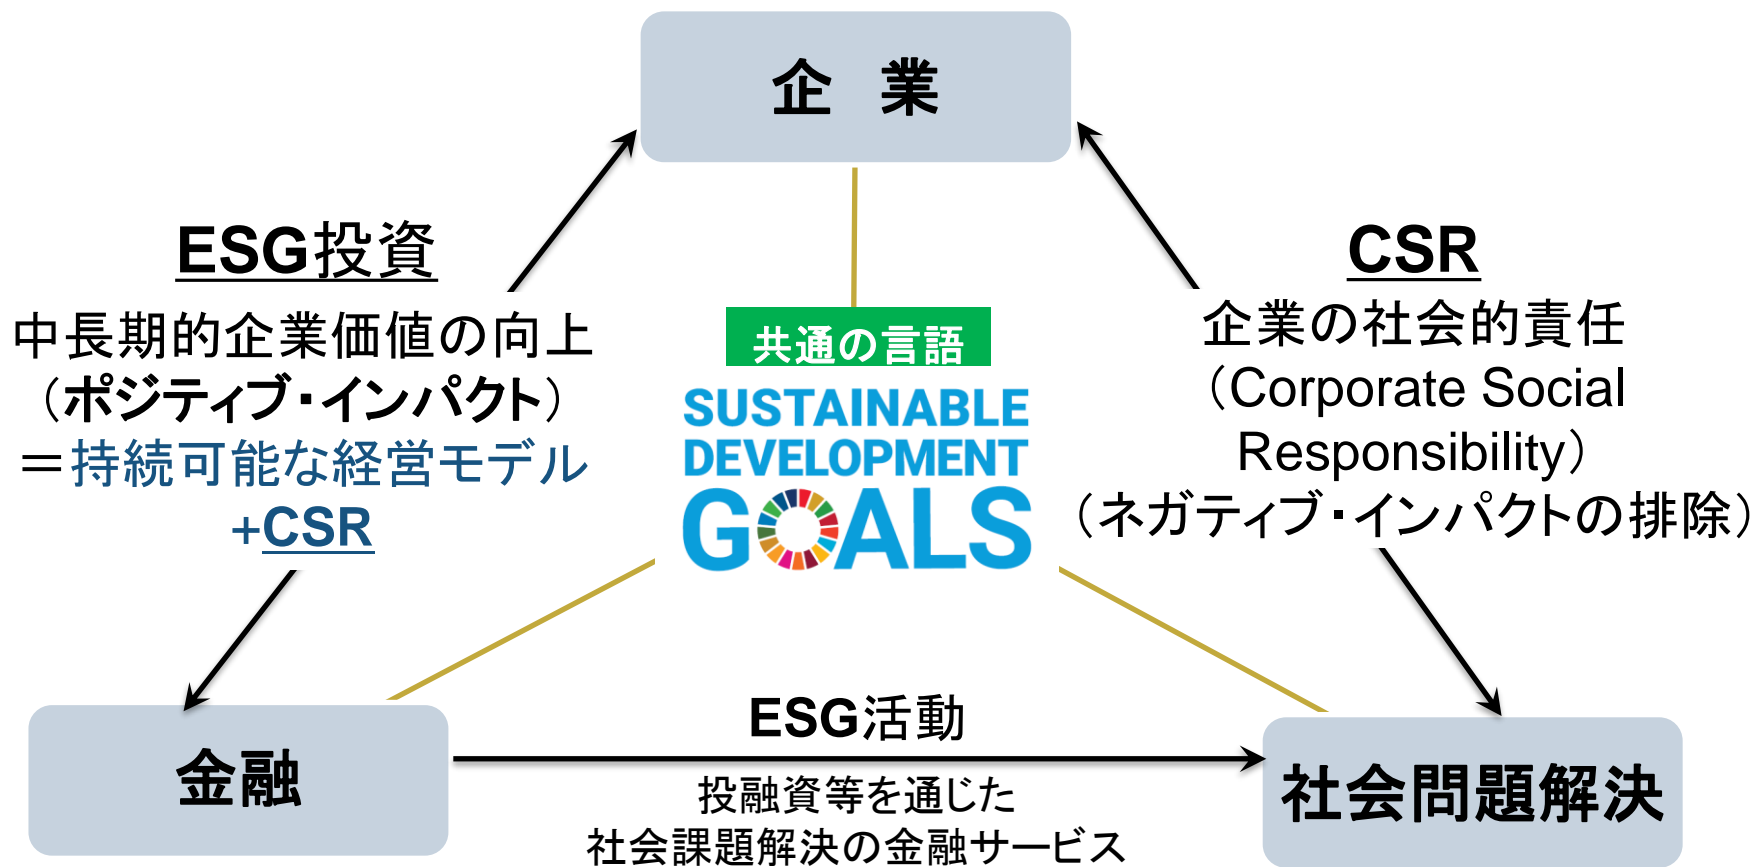 企　業
ESG投資
中長期的企業価値の向上
（ポジティブ・インパクト）
＝持続可能な経営モデル
+CSR
共通の言語
SUSTAINABLE
DEVELOPMENT
GOALS
CSR
企業の社会的責任
（Corporate Social
Responsibility）
（ネガティブ・インパクトの排除）
金融
ESG活動
投融資等を通じた
社会課題解決の金融サービス
社会問題解決